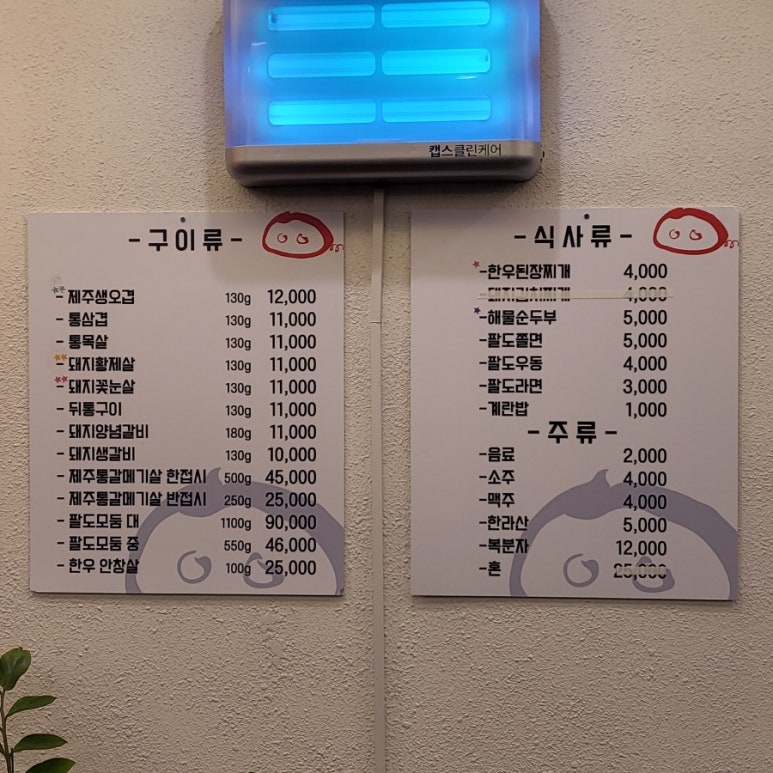 캡스클린케어
- 구이류 -
- 제주생오겹 130g 12,000
- 통삼겹 130g 11,000
- 통목살 130g 11,000
- 돼지황제살 130g 11,000
- 돼지꽃눈살 130g 11,000
- 뒤통구이 130g 11,000
- 돼지양념갈비 180g 11,000
- 돼지생갈비 130g 10,000
- 제주통갈메기살 한접시 500g 45,000
- 제주통갈메기살 반접시 250g 25,000
- 팔도모둠 대 1100g 90,000
- 팔도모둠 중 550g 46,000
- 한우 안창살 100g 25,000
- 식사류 -
-한우된장찌개 4,000
-돼지김치찌개 4,000
-해물순두부 5,000
-팔도쫄면 5,000
-팔도우동 4,000
-팔도라면 3,000
-계란밥 1,000
- 주류 -
-음료 2,000
-소주 4,000
-맥주 4,000
-한라산 5,000
-복분자 12,000
-혼 25,000